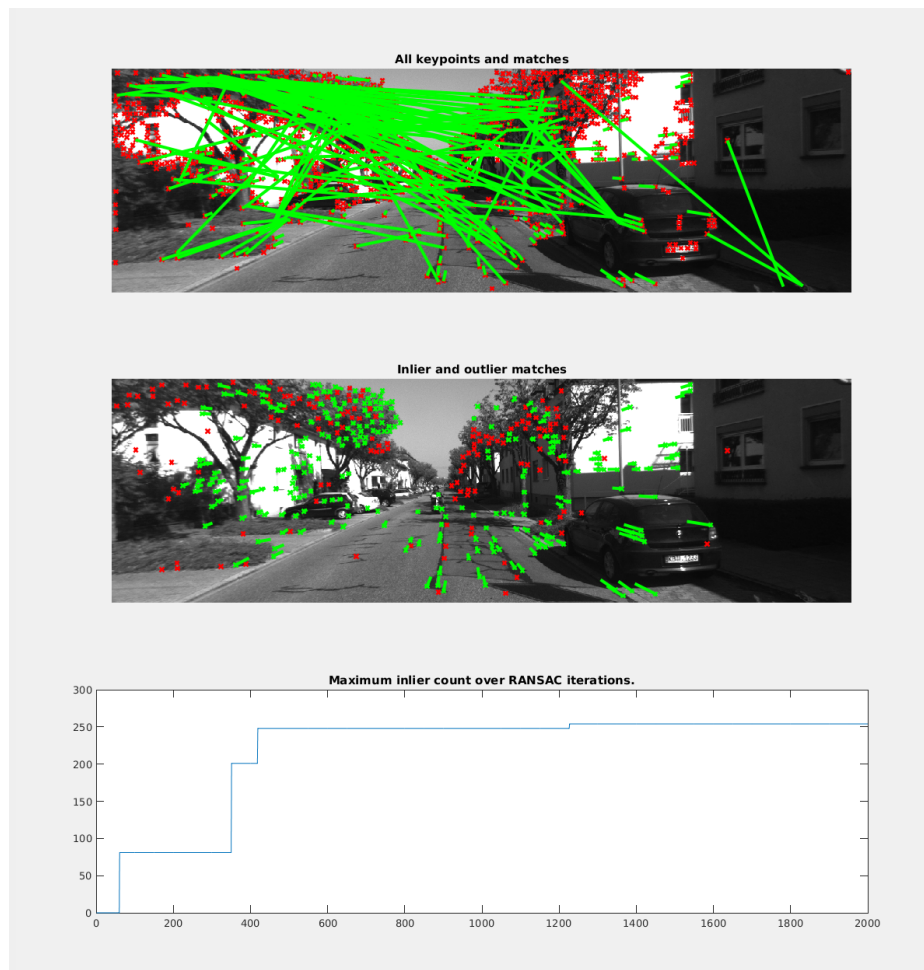 All keypoints and matches
Inlier and outlier matches
Maximum inlier count over RANSAC iterations.
300
250
200
150
100
50
0
0 200 400 600 800 1000 1200 1400 1600 1800 2000